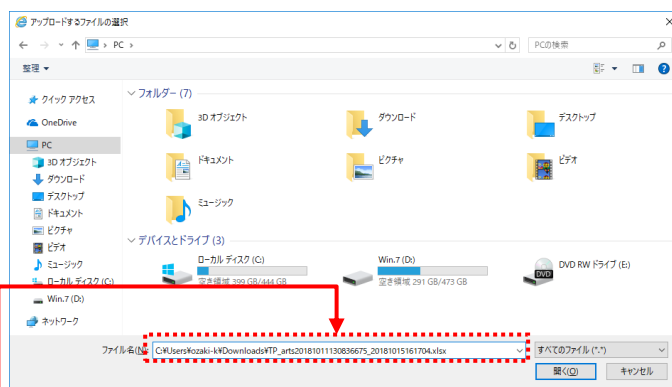 アップロードするファイルの選択
PC
PCの検索
整理
クイック アクセス
OneDrive
PC
3D オブジェクト
ダウンロード
デスクトップ
ドキュメント
ピクチャ
ビデオ
ミュージック
ローカル ディスク (C:)
Win.7 (D:)
ネットワーク
フォルダー (7)
3D オブジェクト
ダウンロード
デスクトップ
ドキュメント
ピクチャ
ビデオ
ミュージック
デバイスとドライブ (3)
ローカル ディスク (C:)
空き領域 399 GB/444 GB
Win.7 (D:)
空き領域 291 GB/473 GB
DVD RW ドライブ (E:)
DVD
ファイル名(N): C:¥Users¥ozaki-k¥Downloads¥TP_arts20181011130836675_20181015161704.xlsx
すべてのファイル (*.*)
開く(O)
キャンセル